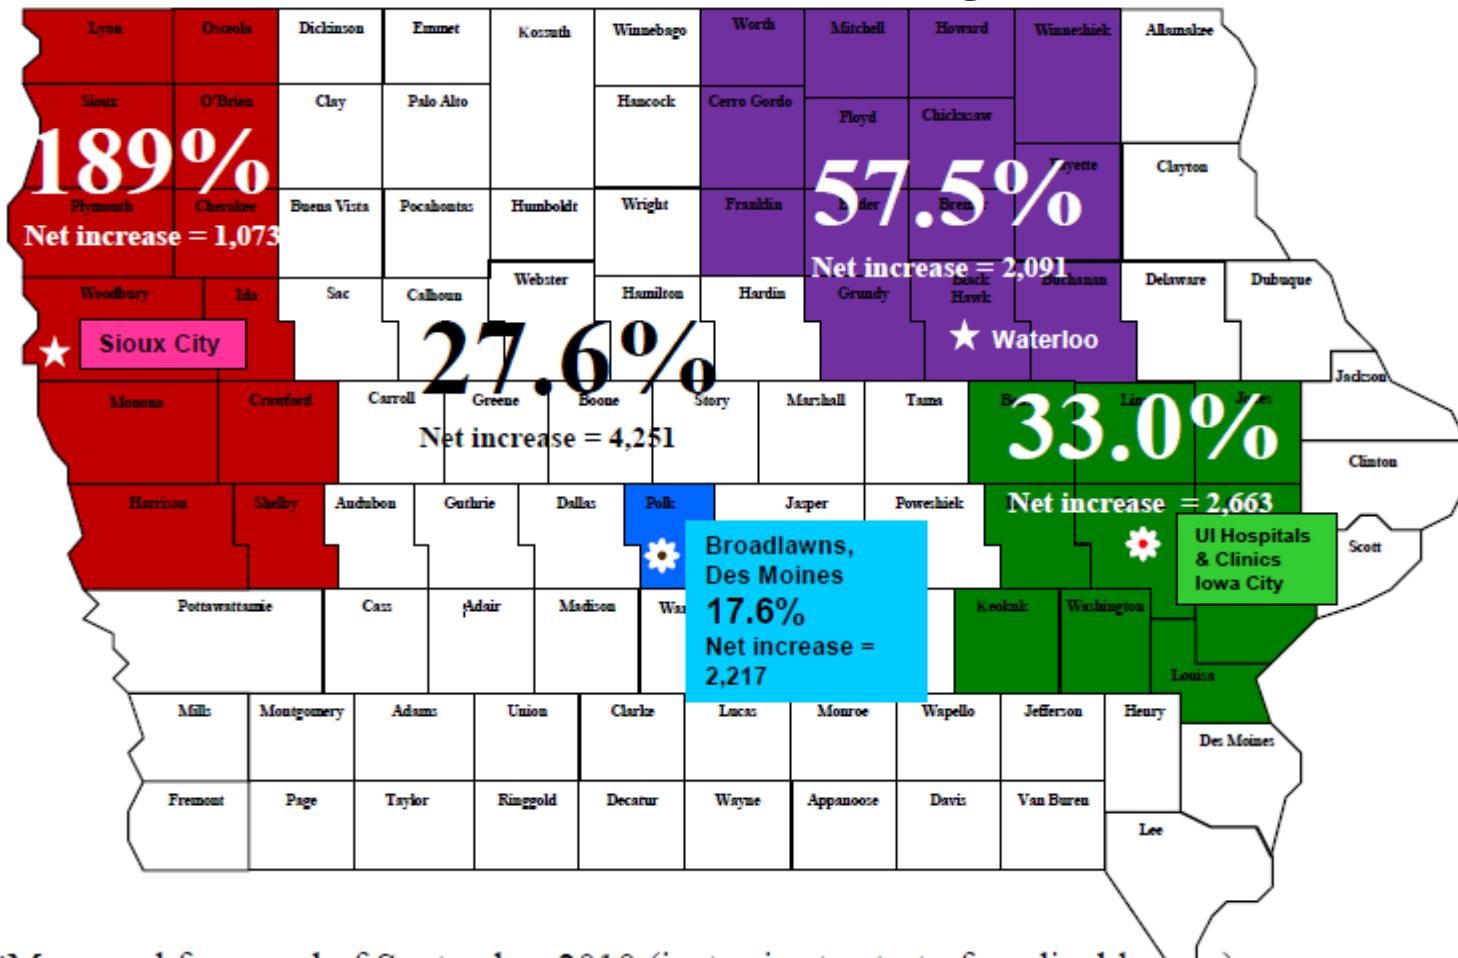 Lyon
Osceola
Dickinson
Emmet
Kossuth
Winnebago
Worth
Mitchell
Howard
Winneshiek
Allamakee
Sioux
O'Brien
Clay
Palo Alto
Hancock
Cerro Gordo
Floyd
Chickasaw
189%
57.5%
Fayette
Clayton
Plymouth
Cherokee
Buena Vista
Pocahontas
Humboldt
Wright
Franklin
Net increase = 1,073
Net increase = 2,091
Woodbury
Ida
Sac
Calhoun
Webster
Hamilton
Hardin
Grundy
Black
Hawk
Buchanan
Delaware
Dubuque
Sioux City
Waterloo
27.6%
Jackson
Monona
Crawford
Carroll
Greene
Boone
Story
Marshall
Tama
33.0%
Net increase = 4,251
Clinton
Harrison
Shelby
Audubon
Guthrie
Dallas
Polk
Jasper
Poweshiek
Net increase = 2,663
Broadlawns,
Des Moines
17.6%
Net increase =
2,217
UI Hospitals
& Clinics
Iowa City
Scott
Pottawattamie
Cass
Adair
Madison
Keokuk
Washington
Louisa
Mills
Montgomery
Adams
Union
Clarke
Lucas
Monroe
Wapello
Jefferson
Henry
Des Moines
Fremont
Page
Taylor
Ringgold
Decatur
Wayne
Appanoose
Davis
Van Buren
Lee